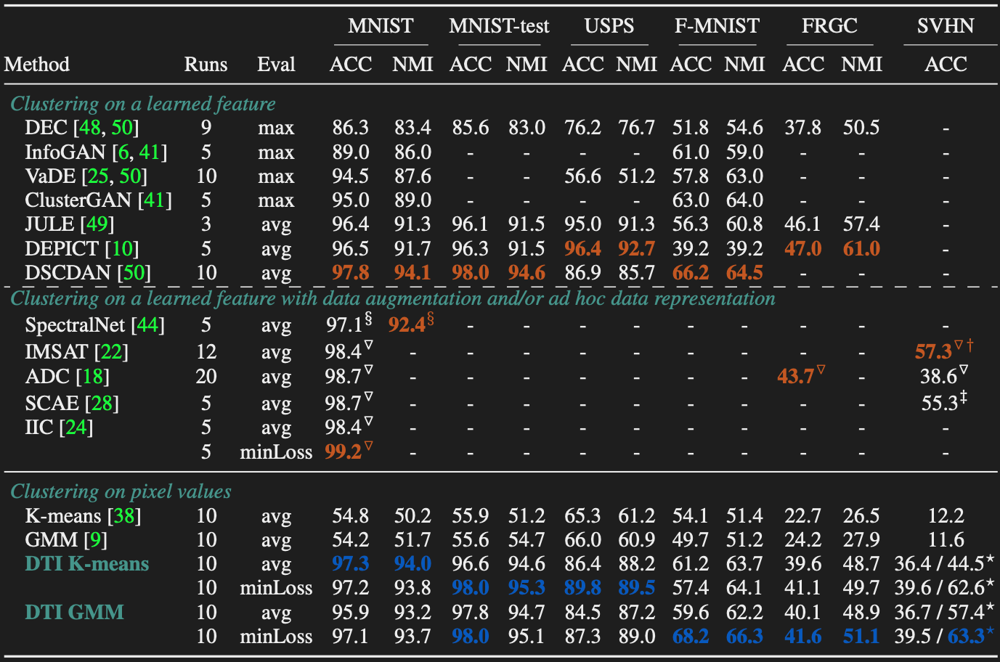 MNIST MNIST-test USPS F-MNIST FRGC SVHN
Method Runs Eval ACC NMI ACC NMI ACC NMI ACC NMI ACC NMI ACC
Clustering on a learned feature
DEC [48, 50] 9 max 86.3 83.4 85.6 83.0 76.2 76.7 51.8 54.6 37.8 50.5 -
InfoGAN [6, 41] 5 max 89.0 86.0 - - - - 61.0 59.0 - - -
VaDE [25, 50] 10 max 94.5 87.6 - - 56.6 51.2 57.8 63.0 - - -
ClusterGAN [41] 5 max 95.0 89.0 - - - - 63.0 64.0 - - -
JULE [49] 3 avg 96.4 91.3 96.1 91.5 95.0 91.3 56.3 60.8 46.1 57.4 -
DEPICT [10] 5 avg 96.5 91.7 96.3 91.5 96.4 92.7 39.2 39.2 47.0 61.0 -
DSCDAN [50] 10 avg 97.8 94.1 98.0 94.6 86.9 85.7 66.2 64.5 - - -
Clustering on a learned feature with data augmentation and/or ad hoc data representation
SpectralNet [44] 5 avg 97.1§ 92.4§ - - - - - - - - -
IMSAT [22] 12 avg 98.4▽ - - - - - - - - - 57.3▽†
ADC [18] 20 avg 98.7▽ - - - - - - - 43.7▽ - 38.6▽
SCAE [28] 5 avg 98.7▽ - - - - - - - - - 55.3‡
IIC [24] 5 avg 98.4▽ - - - - - - - - - -
5 minLoss 99.2▽ - - - - - - - - - -
Clustering on pixel values
K-means [38] 10 avg 54.8 50.2 55.9 51.2 65.3 61.2 54.1 51.4 22.7 26.5 12.2
GMM [9] 10 avg 54.2 51.7 55.6 54.7 66.0 60.9 49.7 51.2 24.2 27.9 11.6
DTI K-means 10 avg 97.3 94.0 96.6 94.6 86.4 88.2 61.2 63.7 39.6 48.7 36.4 / 44.5⋆
10 minLoss 97.2 93.8 98.0 95.3 89.8 89.5 57.4 64.1 41.1 49.7 39.6 / 62.6⋆
DTI GMM 10 avg 95.9 93.2 97.8 94.7 84.5 87.2 59.6 62.2 40.1 48.9 36.7 / 57.4⋆
10 minLoss 97.1 93.7 98.0 95.1 87.3 89.0 68.2 66.3 41.6 51.1 39.5 / 63.3⋆